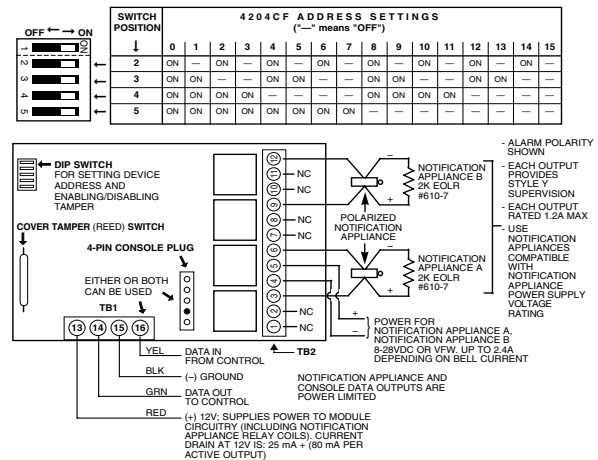 OFF ← → ON
ON
1
2
3
4
5
SWITCH POSITION ↓
4204CF ADDRESS SETTINGS
("—" means "OFF")
0 1 2 3 4 5 6 7 8 9 10 11 12 13 14 15
2 ON — ON — ON — ON — ON — ON — ON — ON —
3 ON ON — — ON ON — — ON ON — — ON ON — —
4 ON ON ON ON — — — — ON ON ON ON — — — —
5 ON ON ON ON ON ON ON ON — — — — — — — —
DIP SWITCH
FOR SETTING DEVICE
ADDRESS AND
ENABLING/DISABLING
TAMPER
COVER TAMPER (REED) SWITCH
4-PIN CONSOLE PLUG
EITHER OR BOTH
CAN BE USED
TB1
13 14 15 16
12
11 NC
10 NC
9
8 NC
7 NC
6
5
4
3
2 NC
1 NC
TB2
–
+
NOTIFICATION
APPLIANCE B
2K EOLR
#610-7
POLARIZED
NOTIFICATION
APPLIANCE
–
+
NOTIFICATION
APPLIANCE A
2K EOLR
#610-7
- ALARM POLARITY
SHOWN
- EACH OUTPUT
PROVIDES
STYLE Y
SUPERVISION
- EACH OUTPUT
RATED 1.2A MAX
- USE
NOTIFICATION
APPLIANCES
COMPATIBLE
WITH
NOTIFICATION
APPLIANCE
POWER SUPPLY
VOLTAGE
RATING
+
–
POWER FOR
NOTIFICATION APPLIANCE A,
NOTIFICATION APPLIANCE B
8-28VDC OR VFW. UP TO 2.4A
DEPENDING ON BELL CURRENT
YEL DATA IN
FROM CONTROL
BLK (–) GROUND
GRN DATA OUT
TO CONTROL
RED (+) 12V; SUPPLIES POWER TO MODULE
CIRCUITRY (INCLUDING NOTIFICATION
APPLIANCE RELAY COILS). CURRENT
DRAIN AT 12V IS: 25 mA + (80 mA PER
ACTIVE OUTPUT)
NOTIFICATION APPLIANCE AND
CONSOLE DATA OUTPUTS ARE
POWER LIMITED